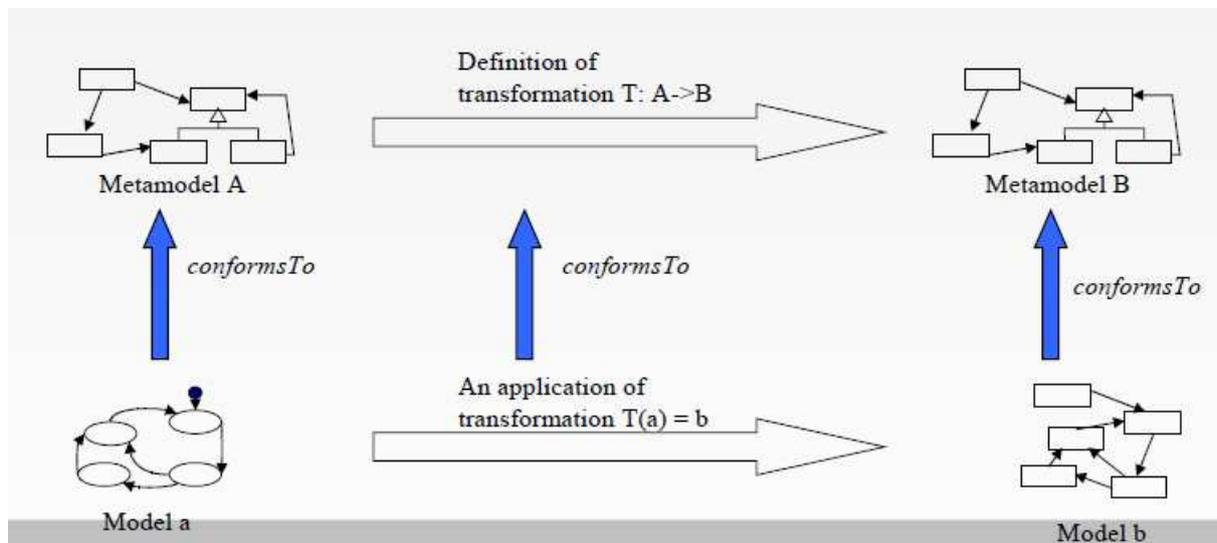 Definition of
transformation T: A->B
Metamodel A
Metamodel B
conformsTo
conformsTo
conformsTo
An application of
transformation T(a) = b
Model a
Model b